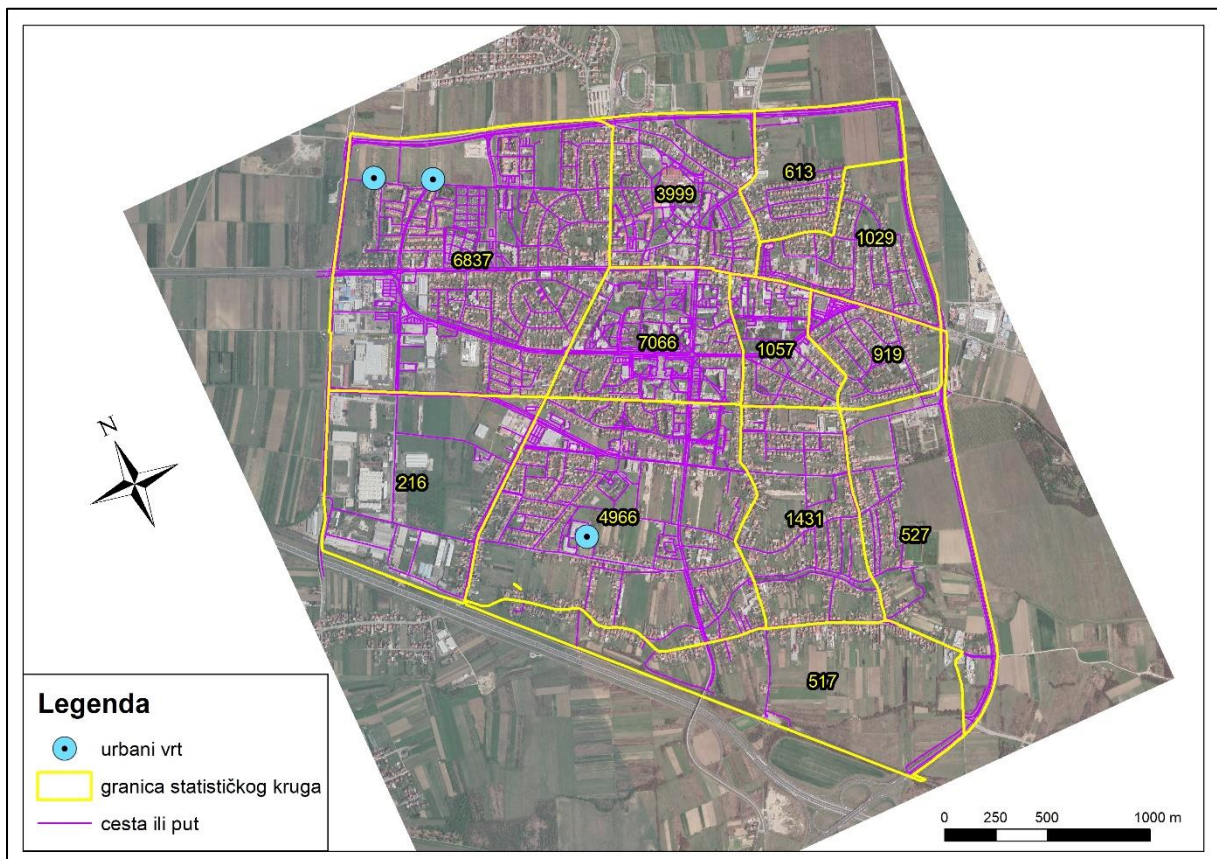 613
3999
1029
6837
7066
1057
919
216
4966
1431
527
517
N
Legenda
urbani vrt
granica statističkog kruga
cesta ili put
0 250 500 1000 m